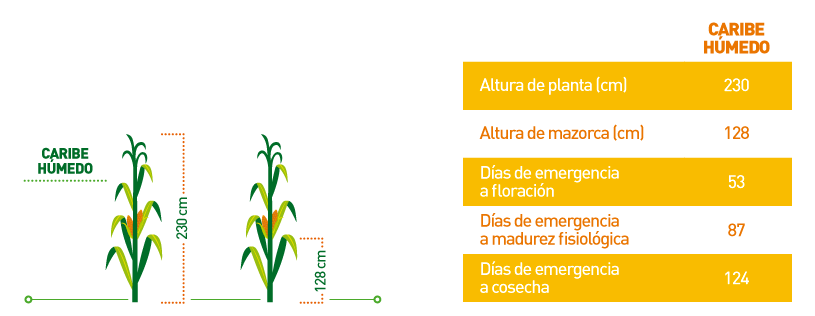 CARIBE
HÚMEDO
230 cm
128 cm
CARIBE
HÚMEDO
Altura de planta (cm) 230
Altura de mazorca (cm) 128
Días de emergencia
a floración 53
Días de emergencia
a madurez fisiológica 87
Días de emergencia
a cosecha 124